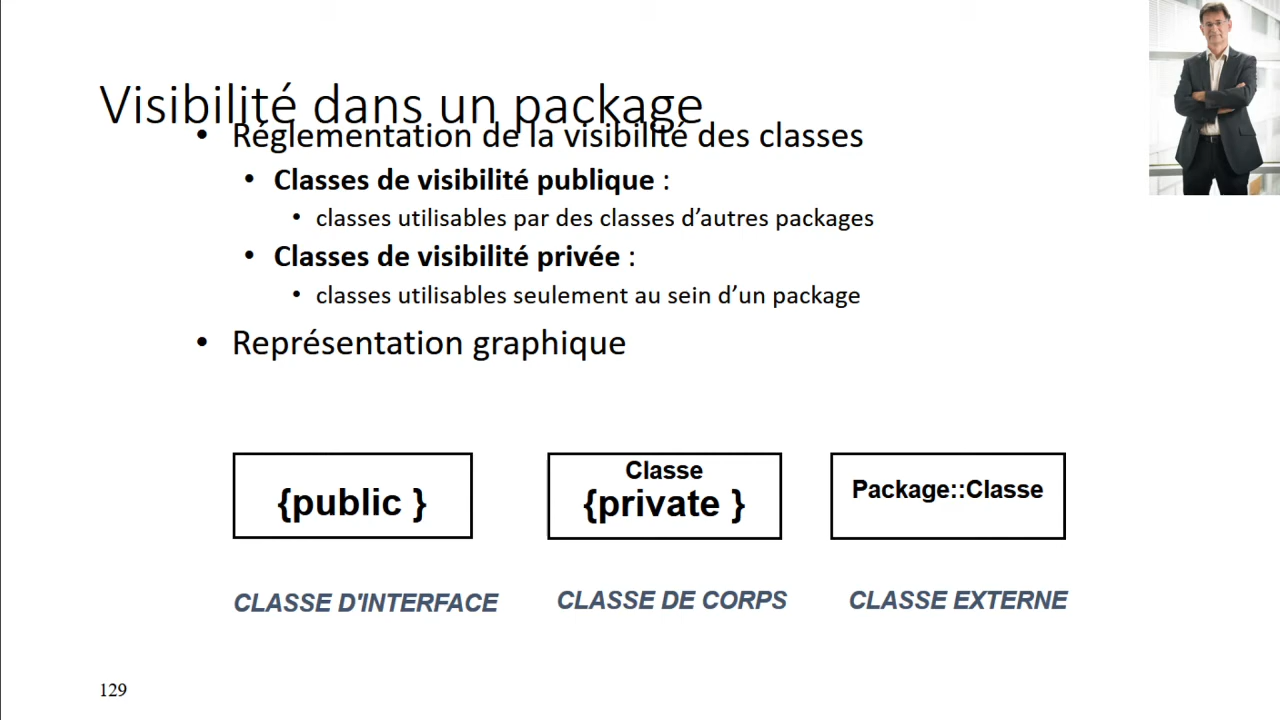 Visibilité dans un package
• Réglementation de la visibilité des classes
• Classes de visibilité publique :
• classes utilisables par des classes d’autres packages
• Classes de visibilité privée :
• classes utilisables seulement au sein d’un package
• Représentation graphique
{public }
Classe
{private }
Package::Classe
CLASSE D'INTERFACE
CLASSE DE CORPS
CLASSE EXTERNE
129